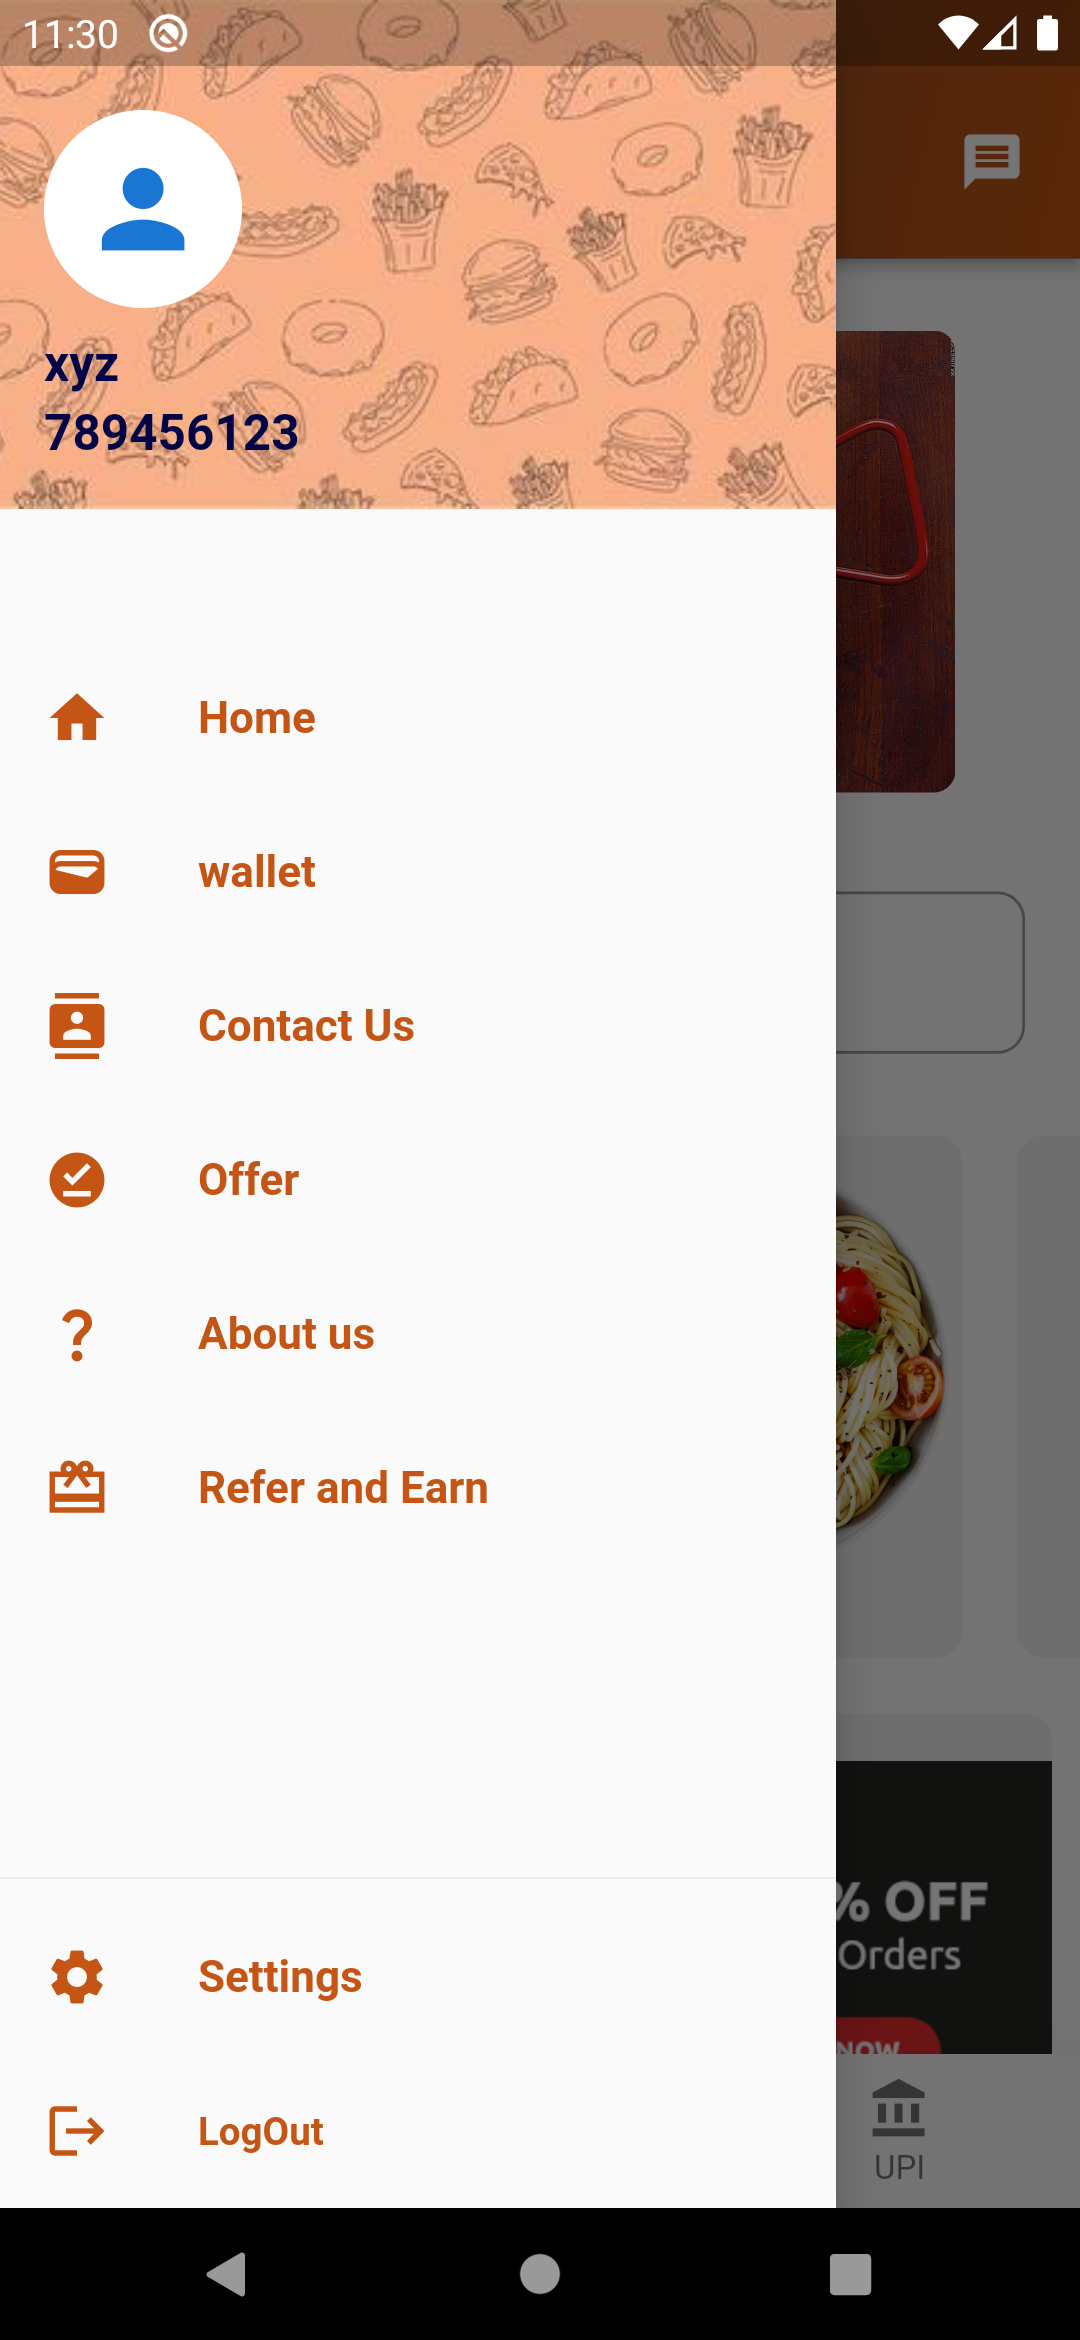 11:30
xyz
789456123
Home
wallet
Contact Us
Offer
About us
Refer and Earn
% OFF
Orders
Settings
NOW
LogOut
UPI